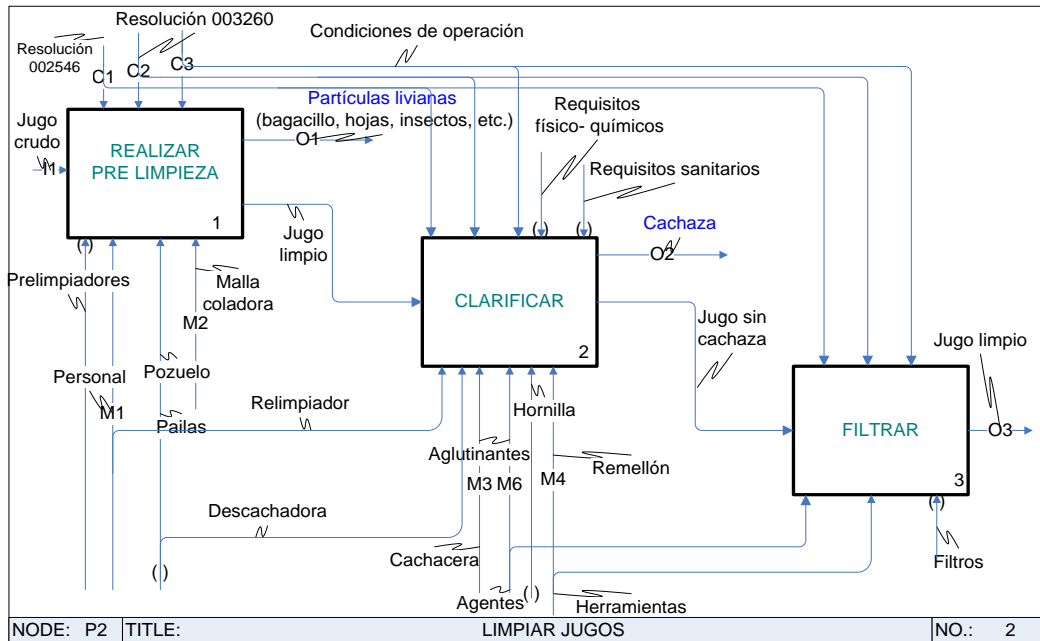 Resolución 003260
Resolución
002546
Condiciones de operación
C1
C2
C3
Partículas livianas
(bagacillo, hojas, insectos, etc.)
O1
Requisitos
físico- químicos
Requisitos sanitarios
Jugo
crudo
I1
REALIZAR
PRE LIMPIEZA
1
Jugo
limpio
( )
( )
( )
Cachaza
O2
Prelimpiadores
Malla
coladora
M2
CLARIFICAR
2
Jugo sin
cachaza
Jugo limpio
O3
Personal
M1
Pozuelo
Pailas
Relimpiador
Hornilla
Aglutinantes
M3
M6
M4
Remellón
FILTRAR
3
( )
Descachadora
( )
Cachacera
Agentes
( )
Herramientas
Filtros
NODE: P2
TITLE:
LIMPIAR JUGOS
NO.: 2